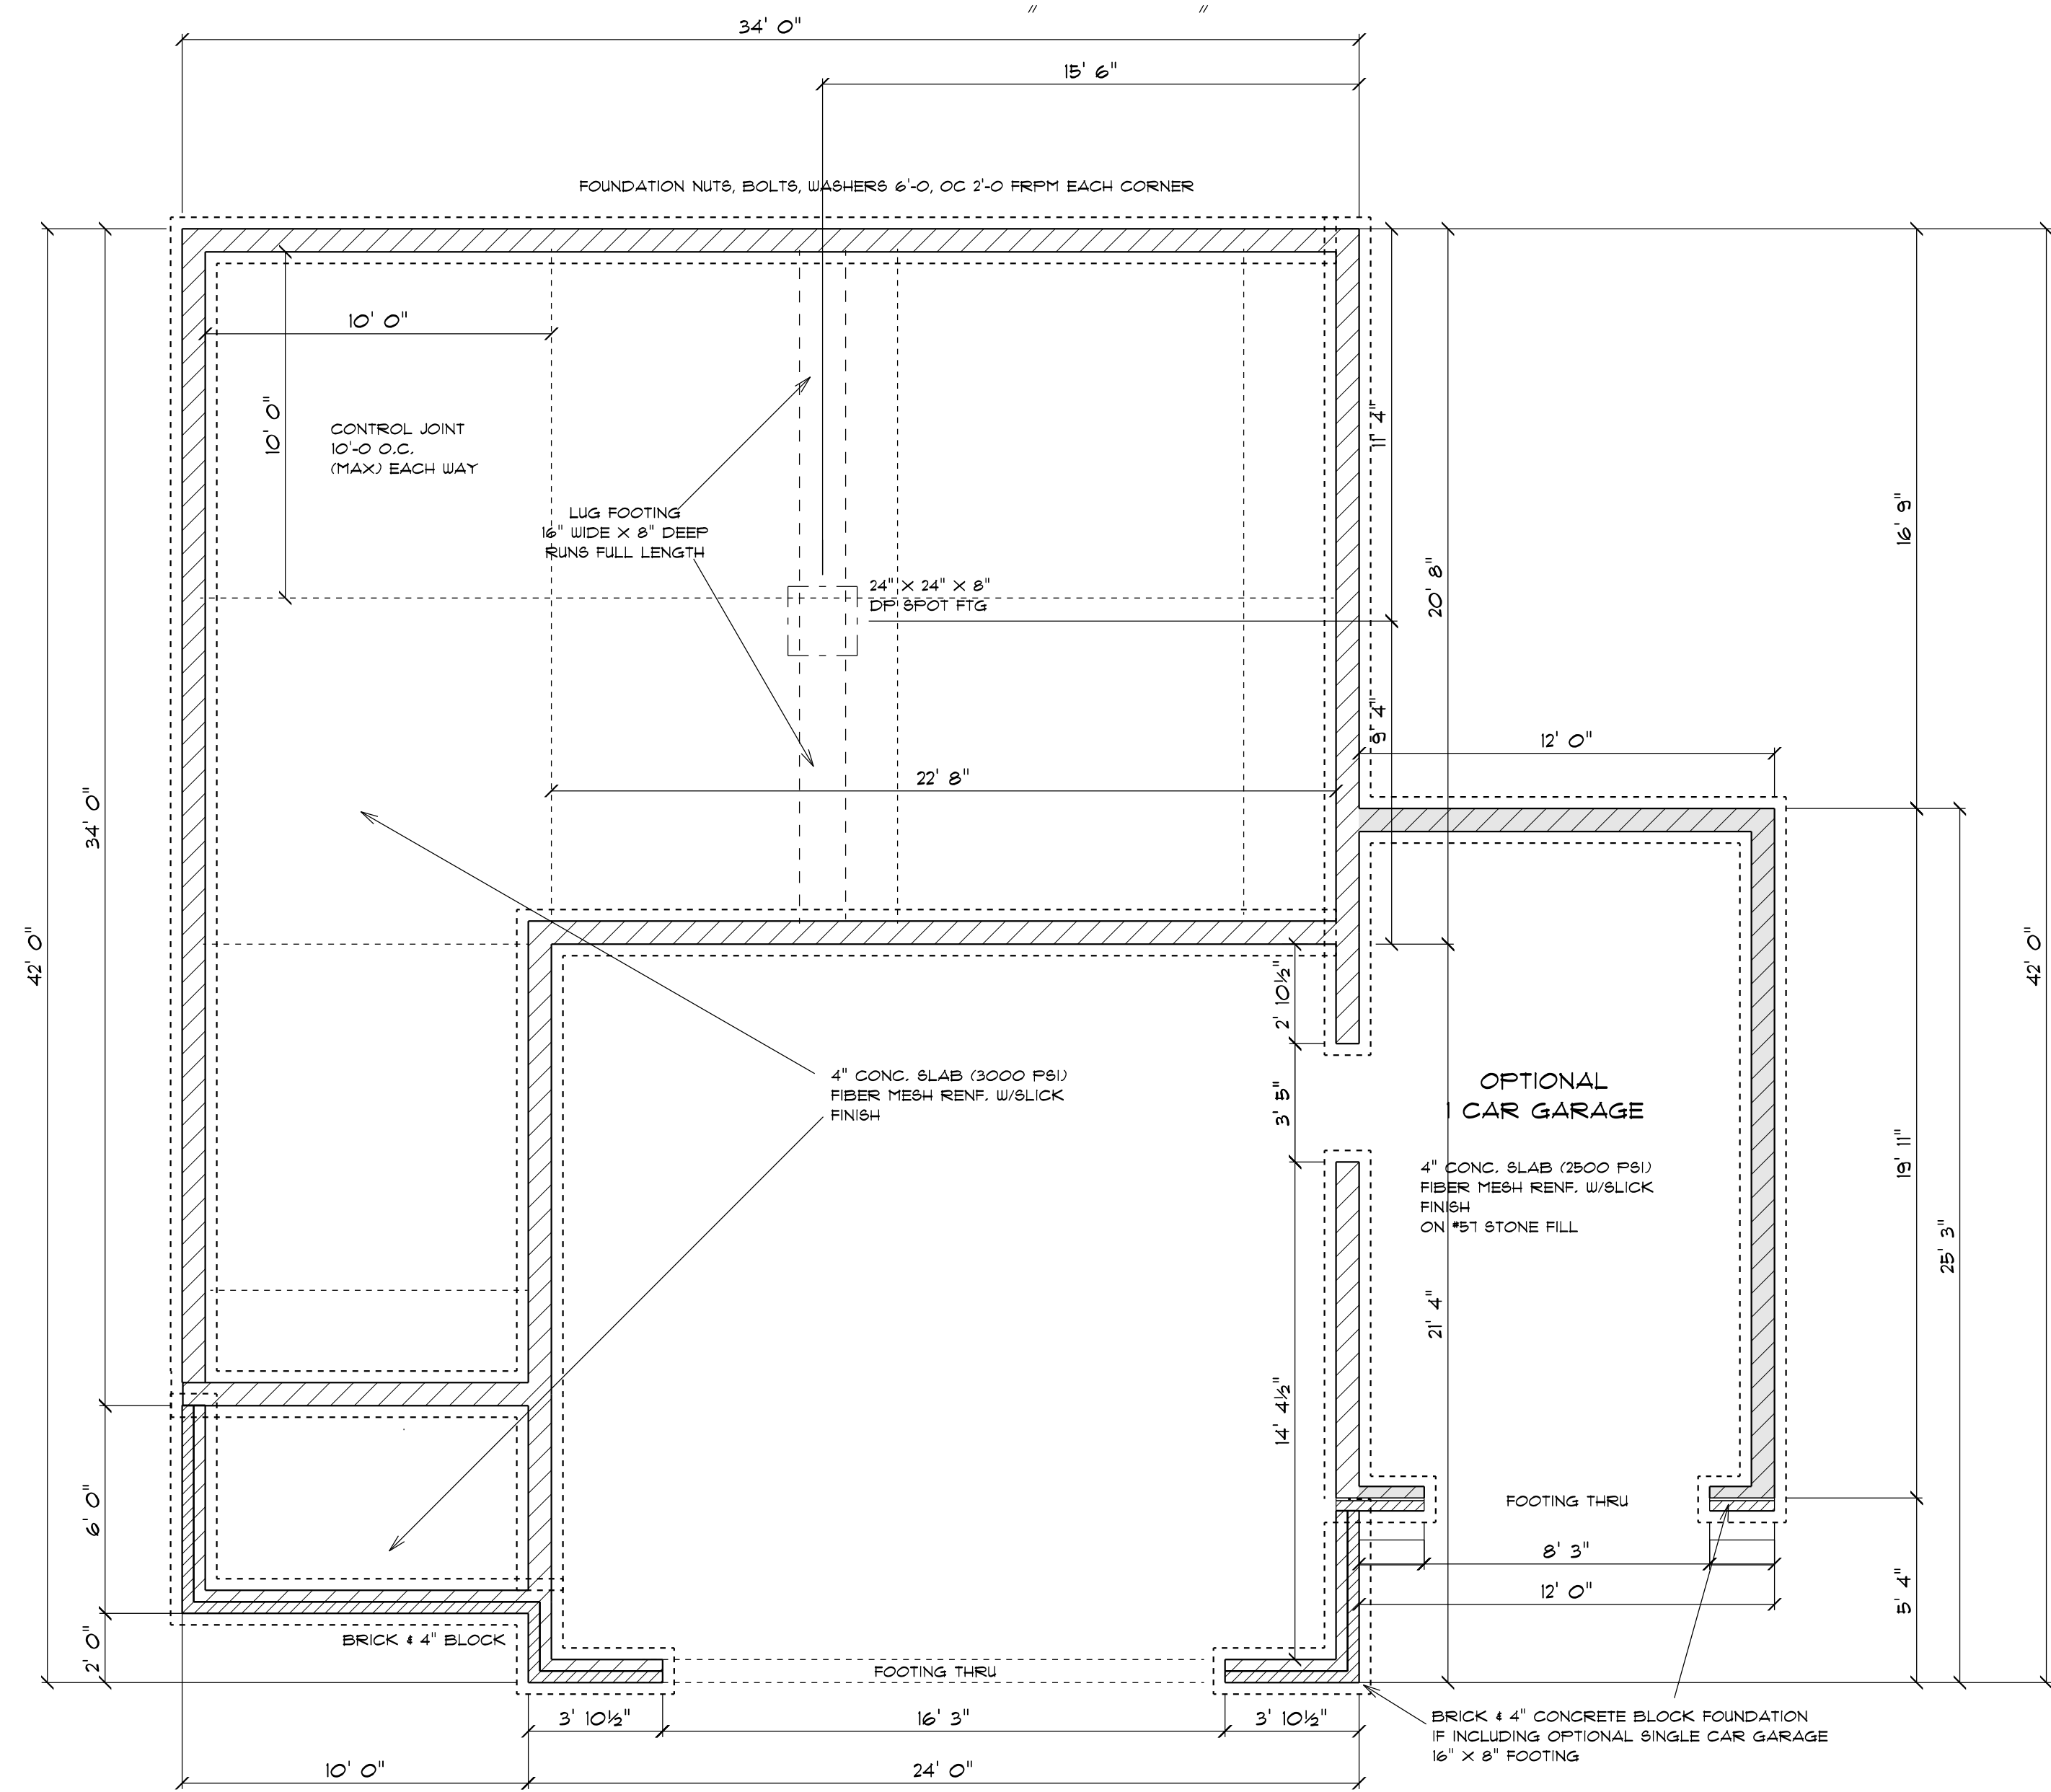 34' 0"
15' 6"
FOUNDATION NUTS, BOLTS, WASHERS 6'-0, OC 2'-0 FRPM EACH CORNER
10' 0"
10' 0"
CONTROL JOINT
10'-0 O.C.
(MAX) EACH WAY
11' 4"
LUG FOOTING
16" WIDE X 8" DEEP
RUNS FULL LENGTH
16' 9"
24" X 24" X 8"
DP SPOT FTG
20' 8"
9' 4"
12' 0"
22' 8"
34' 0"
42' 0"
42' 0"
2' 10½"
4" CONC. SLAB (3000 PSI)
FIBER MESH RENF. W/SLICK
FINISH
3' 5"
OPTIONAL
1 CAR GARAGE
4" CONC. SLAB (2500 PSI)
FIBER MESH RENF. W/SLICK
FINISH
ON #57 STONE FILL
19' 11"
25' 3"
21' 4"
14' 4½"
6' 0"
FOOTING THRU
8' 3"
12' 0"
5' 4"
2' 0"
BRICK & 4" BLOCK
FOOTING THRU
3' 10½"
16' 3"
3' 10½"
BRICK & 4" CONCRETE BLOCK FOUNDATION
IF INCLUDING OPTIONAL SINGLE CAR GARAGE
16" X 8" FOOTING
10' 0"
24' 0"